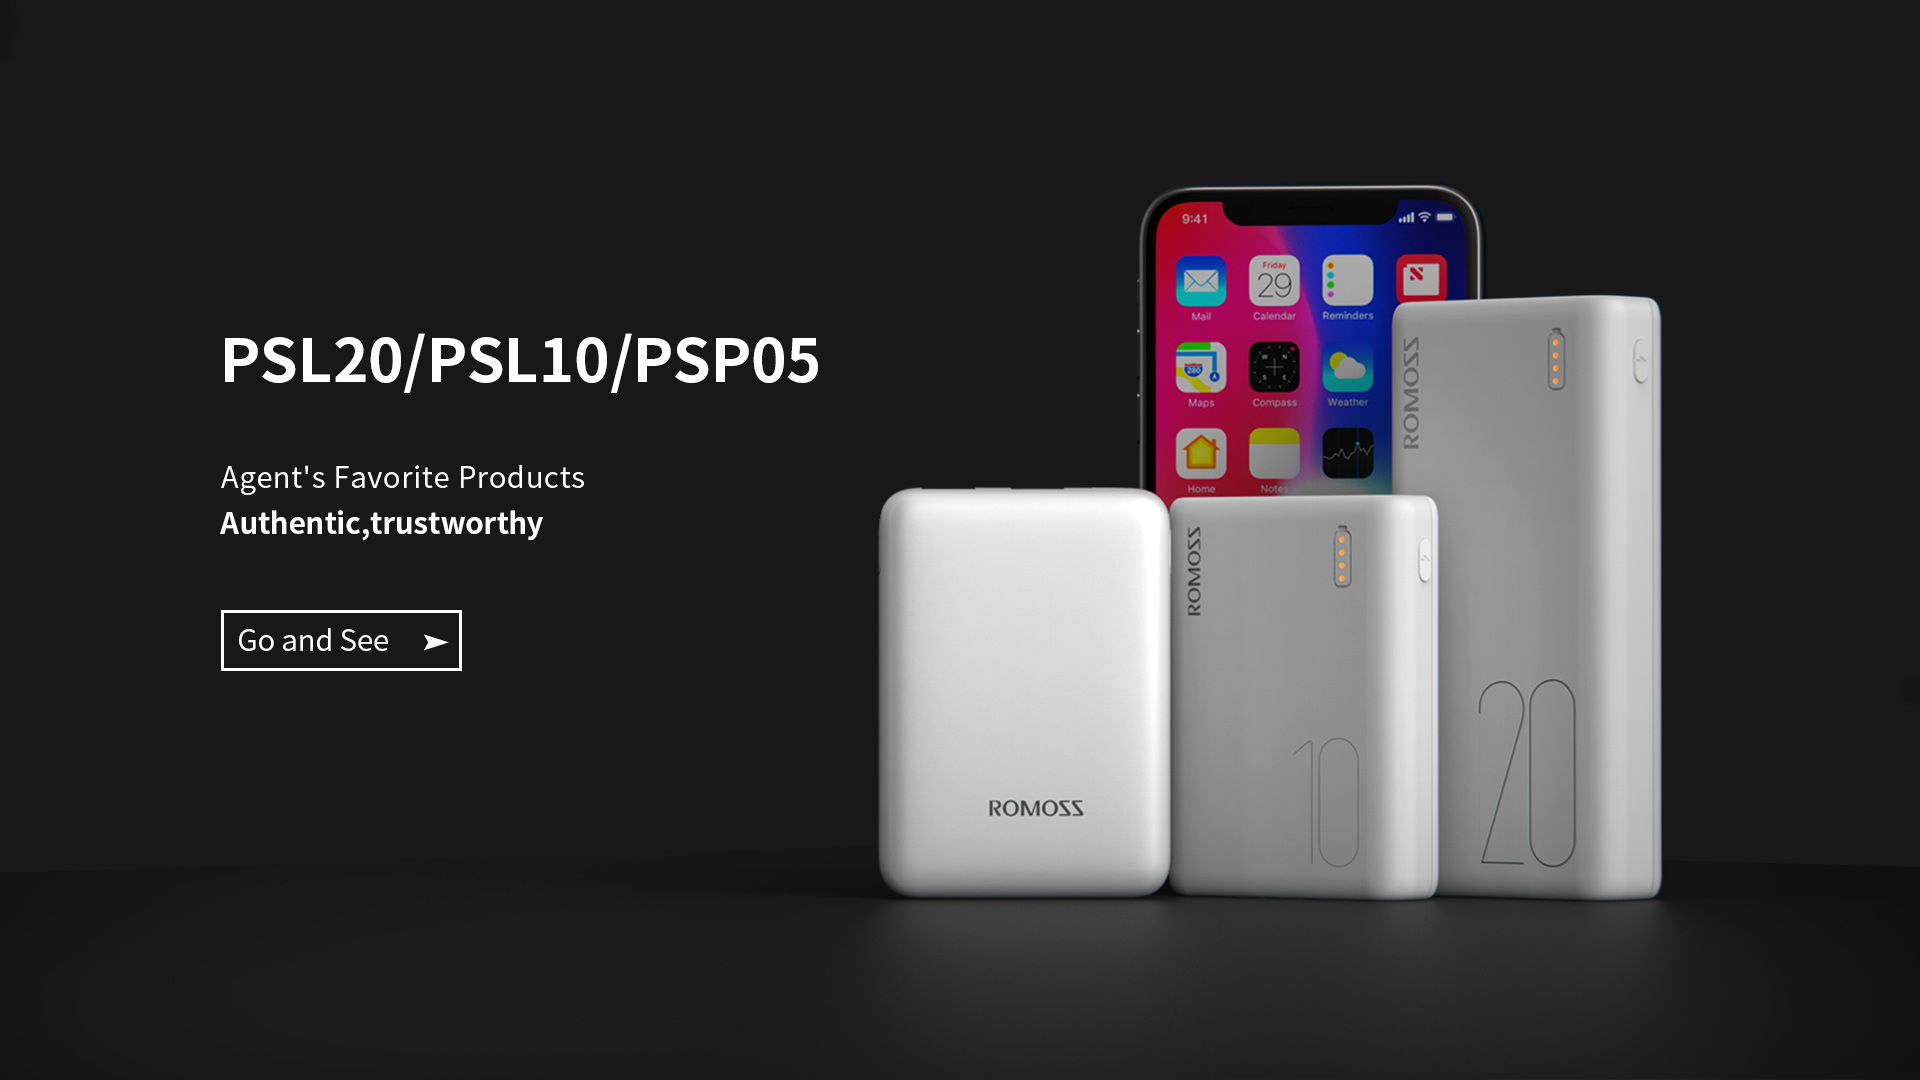 PSL20/PSL10/PSP05
Agent's Favorite Products
Authentic,trustworthy
Go and See
9:41
Friday
29
Mail
Calendar
Reminders
N
W
E
S
280
Maps
Compass
Weather
Home
Notes
ROMOSS
ROMOSS
ROMOSS
10
20